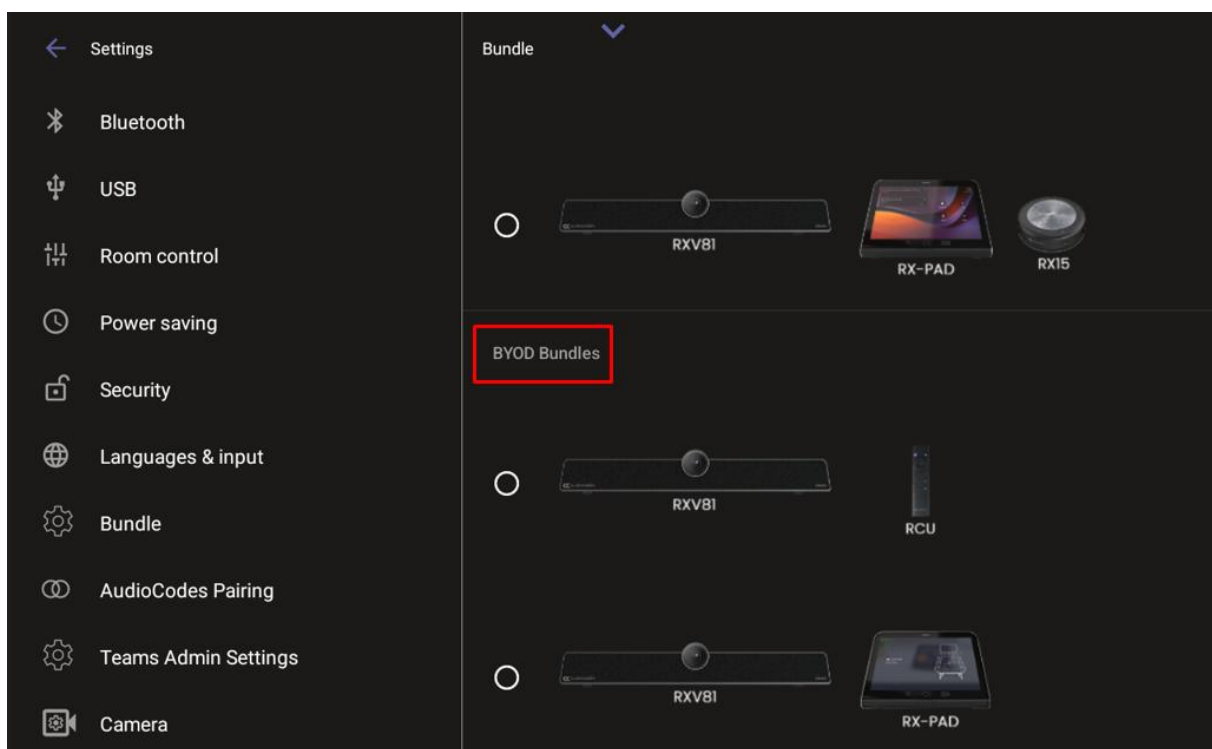 Settings
Bluetooth
USB
Room control
Power saving
Security
Languages & input
Bundle
AudioCodes Pairing
Teams Admin Settings
Camera
Bundle
RXV81
RX-PAD
RX15
BYOD Bundles
RXV81
RCU
RXV81
RX-PAD